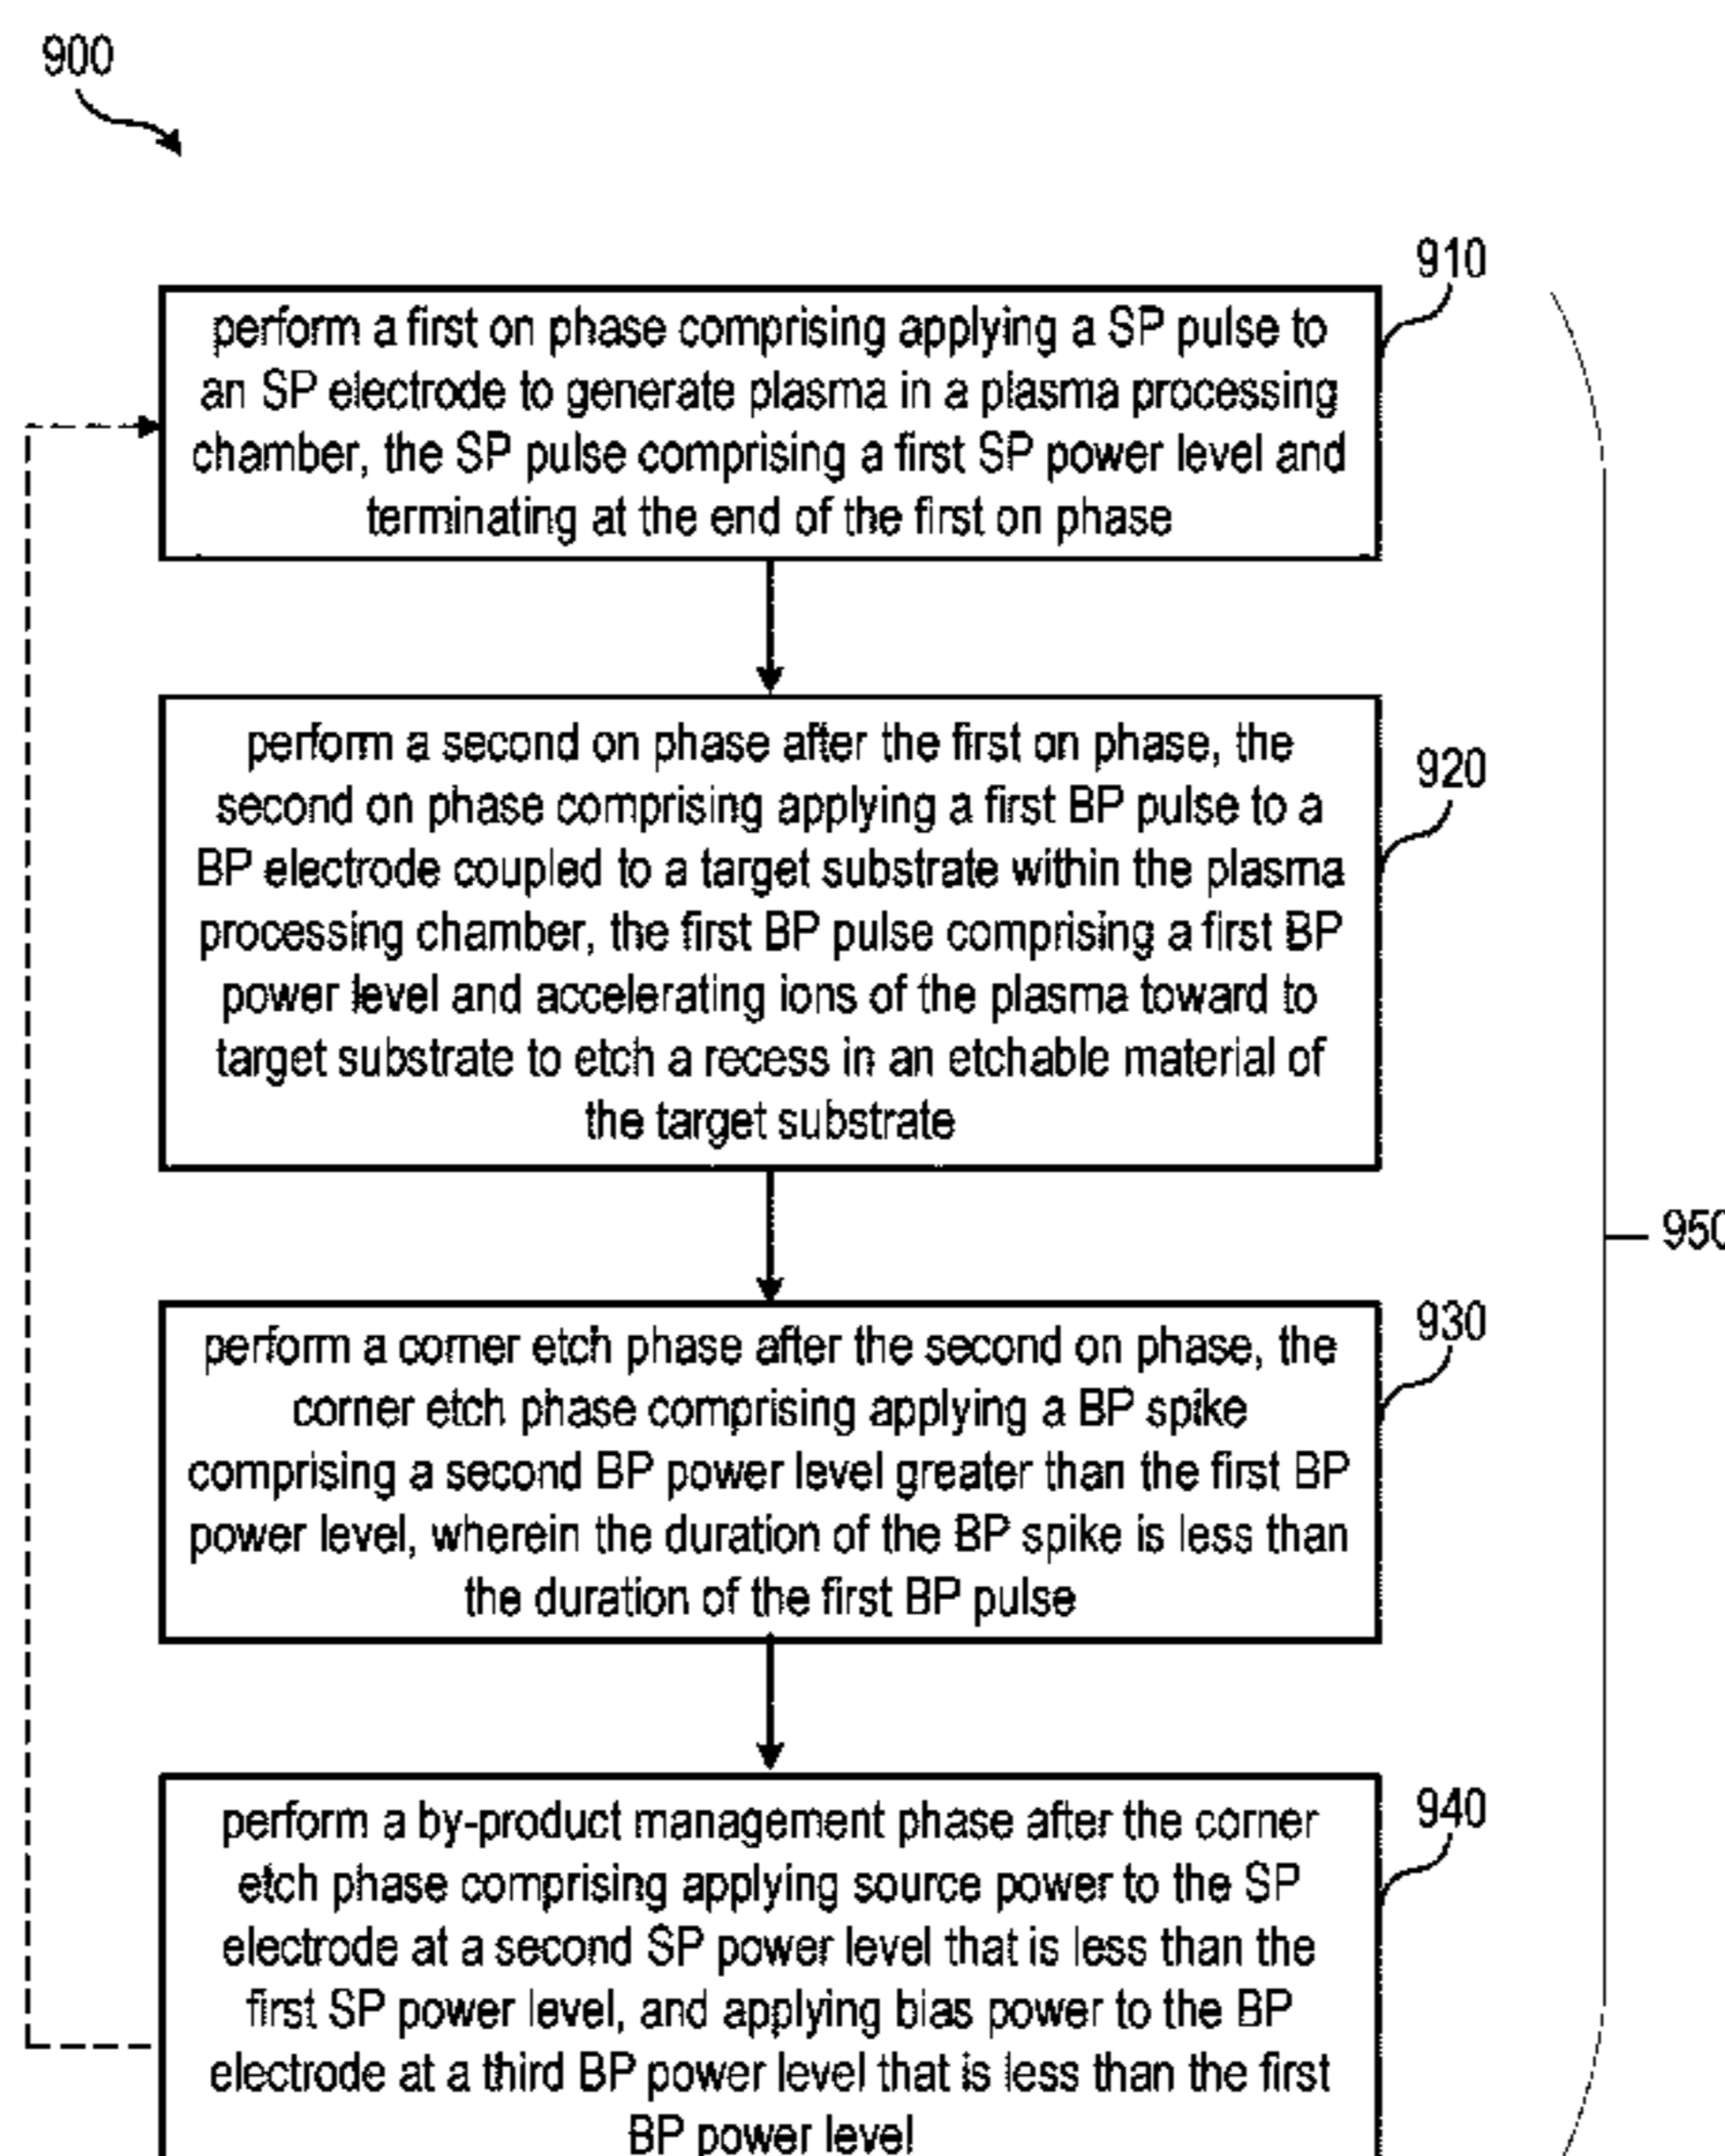 900
910
perform a first on phase comprising applying a SP pulse to
an SP electrode to generate plasma in a plasma processing
chamber, the SP pulse comprising a first SP power level and
terminating at the end of the first on phase
920
perform a second on phase after the first on phase, the
second on phase comprising applying a first BP pulse to a
BP electrode coupled to a target substrate within the plasma
processing chamber, the first BP pulse comprising a first BP
power level and accelerating ions of the plasma toward to
target substrate to etch a recess in an etchable material of
the target substrate
950
930
perform a corner etch phase after the second on phase, the
corner etch phase comprising applying a BP spike
comprising a second BP power level greater than the first BP
power level, wherein the duration of the BP spike is less than
the duration of the first BP pulse
940
perform a by-product management phase after the corner
etch phase comprising applying source power to the SP
electrode at a second SP power level that is less than the
first SP power level, and applying bias power to the BP
electrode at a third BP power level that is less than the first
BP power level